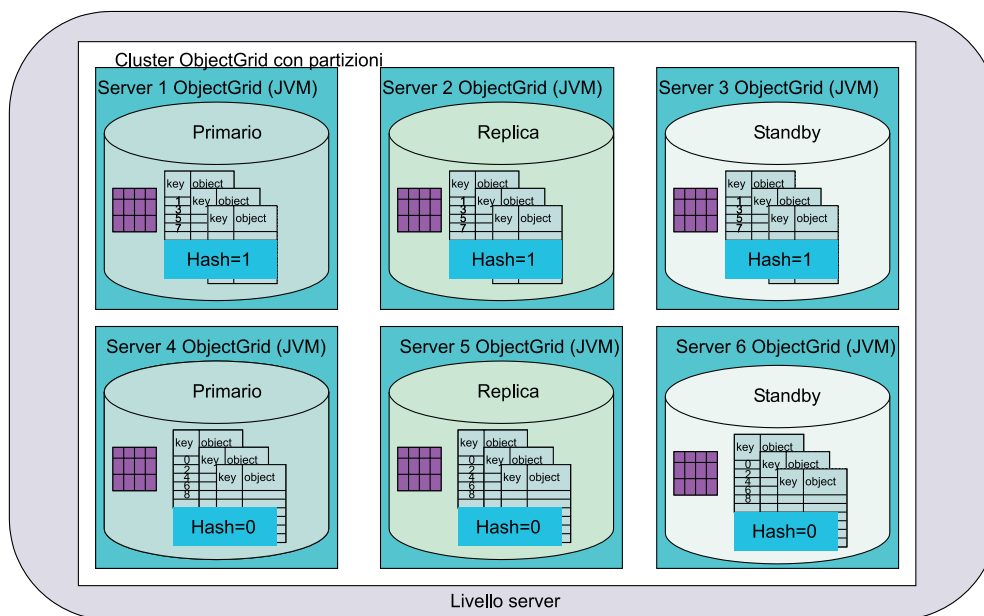 Cluster ObjectGrid con partizioni
Server 1 ObjectGrid (JVM)
Primario
key object
1 key object
3
5 key object
7
Hash=1
Server 2 ObjectGrid (JVM)
Replica
key object
1 key object
3
5 key object
7
Hash=1
Server 3 ObjectGrid (JVM)
Standby
key object
1 key object
3
5 key object
7
Hash=1
Server 4 ObjectGrid (JVM)
Primario
key object
0 key object
2
4 key object
6
8
Hash=0
Server 5 ObjectGrid (JVM)
Replica
key object
0 key object
2
4 key object
6
8
Hash=0
Server 6 ObjectGrid (JVM)
Standby
key object
0 key object
2
4 key object
6
8
Hash=0
Livello server